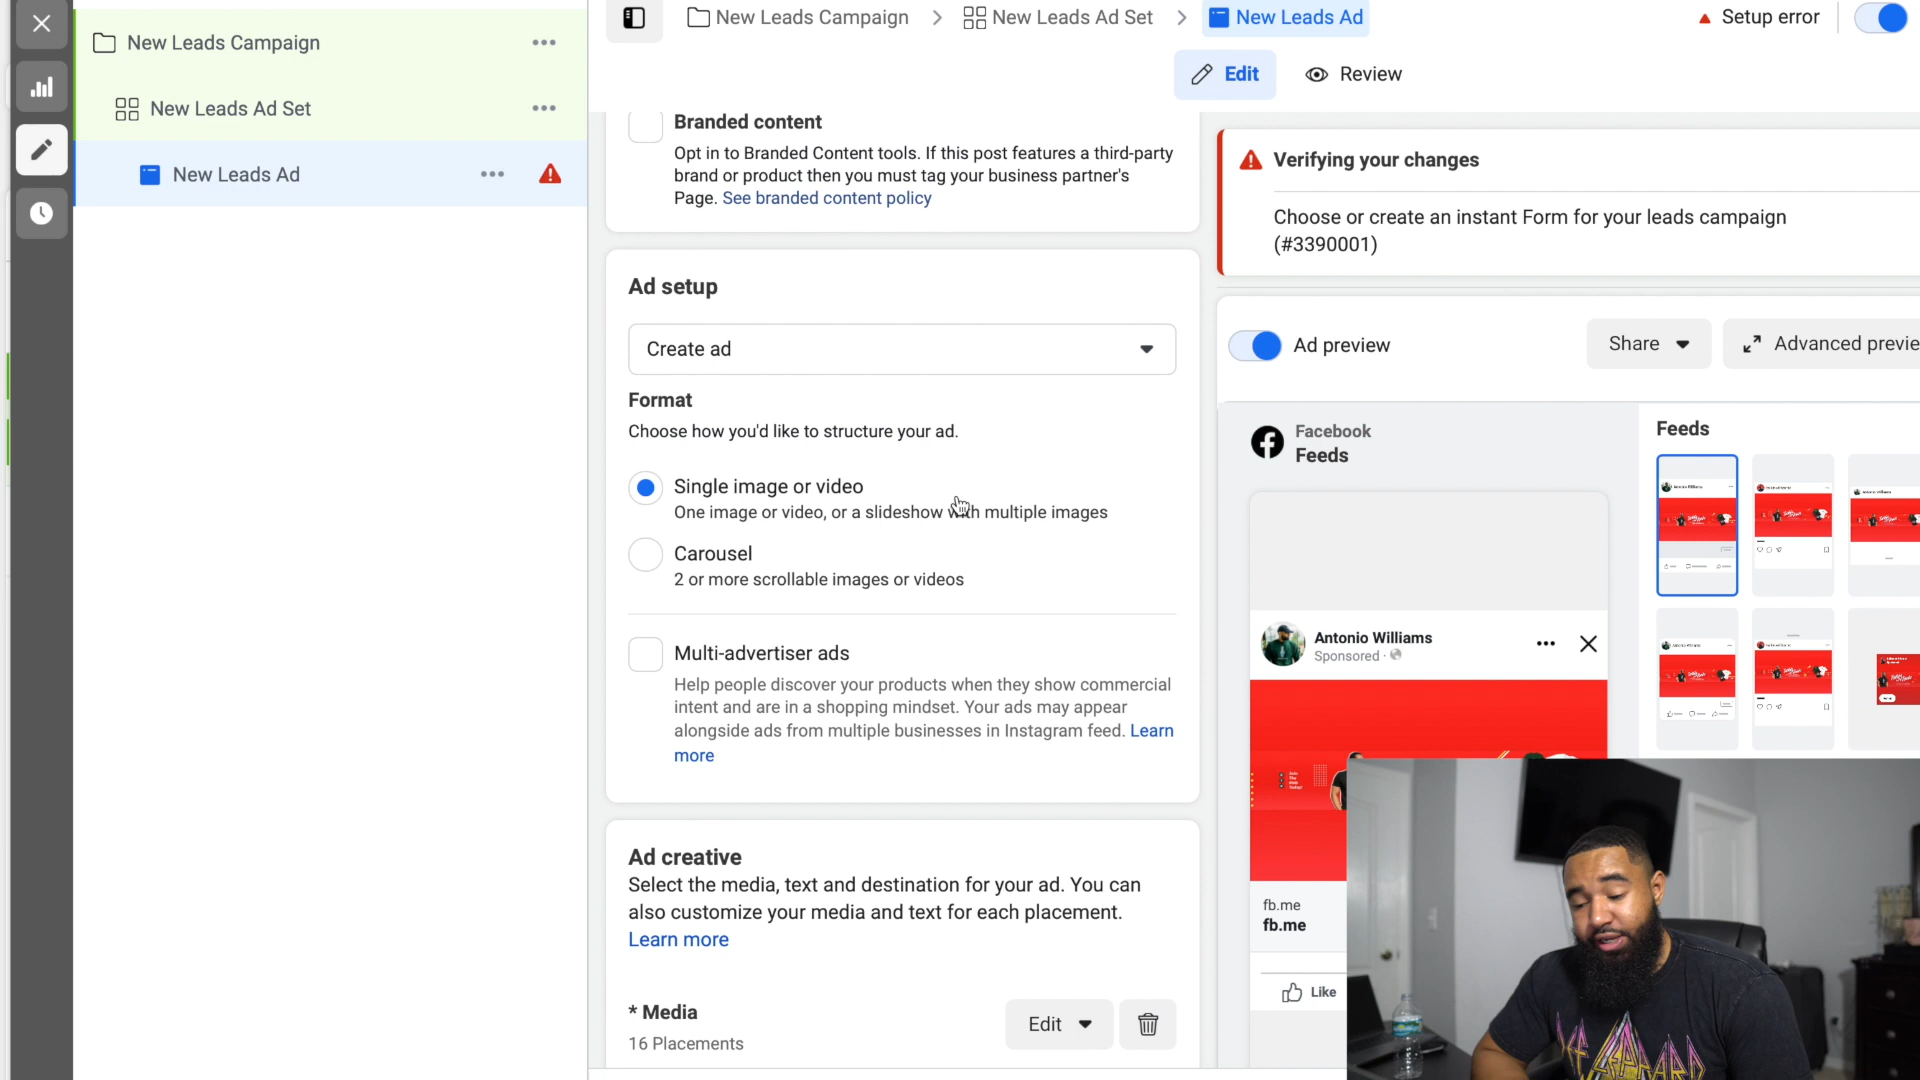 New Leads Campaign
New Leads Ad Set
New Leads Ad
New Leads Campaign > New Leads Ad Set > New Leads Ad
Setup error
Edit
Review
Branded content
Opt in to Branded Content tools. If this post features a third-party
brand or product then you must tag your business partner's
Page. See branded content policy
Ad setup
Create ad
Format
Choose how you'd like to structure your ad.
Single image or video
One image or video, or a slideshow with multiple images
Carousel
2 or more scrollable images or videos
Multi-advertiser ads
Help people discover your products when they show commercial
intent and are in a shopping mindset. Your ads may appear
alongside ads from multiple businesses in Instagram feed. Learn
more
Ad creative
Select the media, text and destination for your ad. You can
also customize your media and text for each placement.
Learn more
* Media
16 Placements
Edit
Verifying your changes
Choose or create an instant Form for your leads campaign
(#3390001)
Ad preview
Share
Advanced previe
Facebook
Feeds
Feeds
Antonio Williams
Sponsored ·
fb.me
fb.me
Like